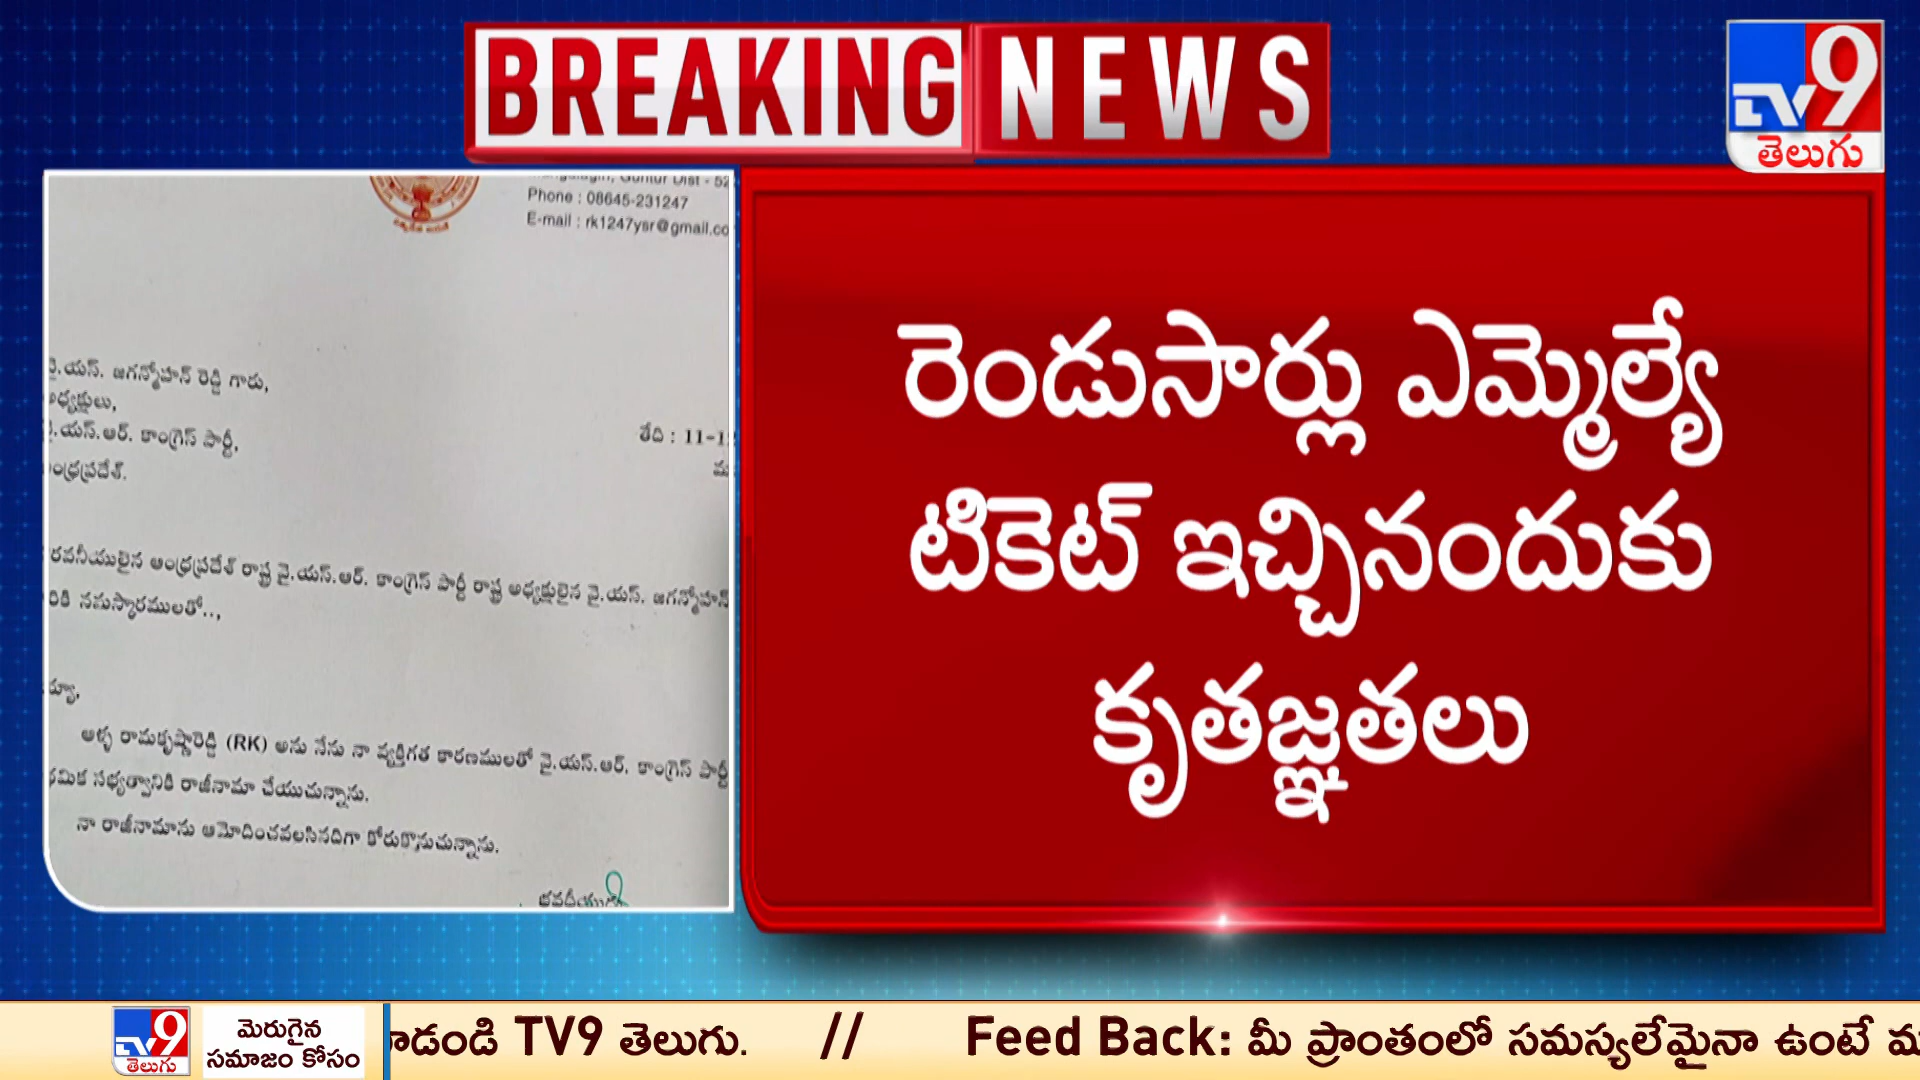 BREAKING NEWS
TV9
తెలుగు
Phone : 08645-231247
E-mail : rk1247ysr@gmail.co
వై.యస్. జగన్మోహన్ రెడ్డి గారు,
అధ్యక్షులు,
వై.యస్.ఆర్. కాంగ్రెస్ పార్టీ,
తేది : 11-1
ఆంధ్రప్రదేశ్.
రవనీయులైన ఆంధ్రప్రదేశ్ రాష్ట్ర వై.యస్.ఆర్. కాంగ్రెస్ పార్టీ రాష్ట్ర అధ్యక్షులైన వై.యస్. జగన్మోహన్
రికి నమస్కారములతో..,
ఆళ్ళ రామకృష్ణారెడ్డి (RK) అను నేను నా వ్యక్తిగత కారణములతో వై.యస్.ఆర్. కాంగ్రెస్ పార్టీ
థమిక సభ్యత్వానికి రాజీనామా చేయుచున్నాను.
నా రాజీనామాను ఆమోదించవలసినదిగా కోరుకొనుచున్నాను.
భవదీయుడు
రెండుసార్లు ఎమ్మెల్యే
టికెట్ ఇచ్చినందుకు
కృతజ్ఞతలు
TV9
తెలుగు
మెరుగైన
సమాజం కోసం
ాడండి TV9 తెలుగు. // Feed Back: మీ ప్రాంతంలో సమస్యలేమైనా ఉంటే